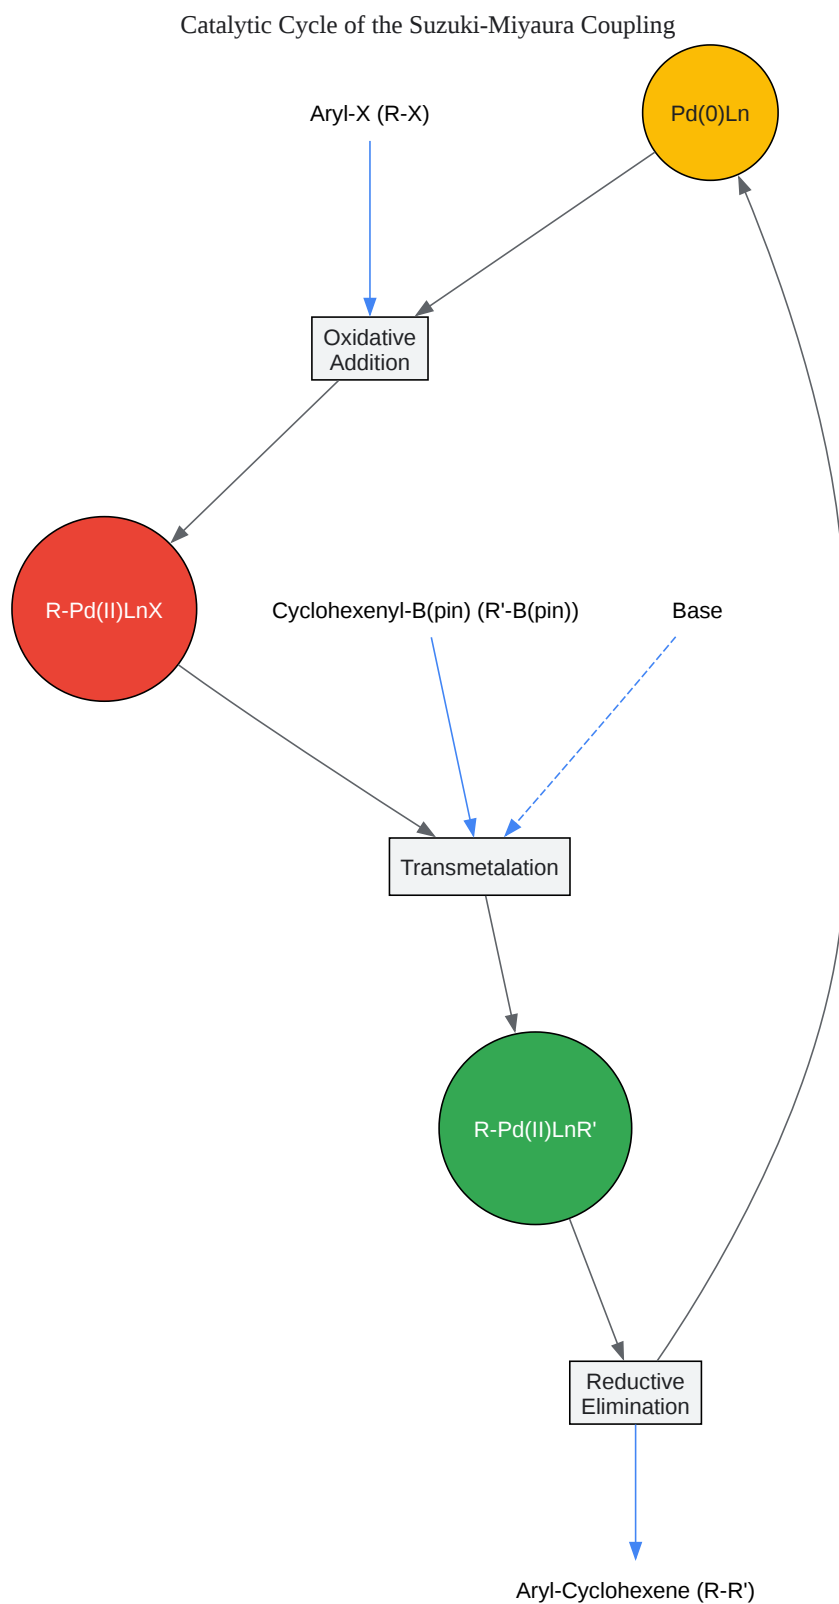 Catalytic Cycle of the Suzuki-Miyaura Coupling
Aryl-X (R-X)
Pd(0)Ln
Oxidative
Addition
R-Pd(II)LnX
Cyclohexenyl-B(pin) (R'-B(pin))
Base
Transmetalation
R-Pd(II)LnR'
Reductive
Elimination
Aryl-Cyclohexene (R-R')